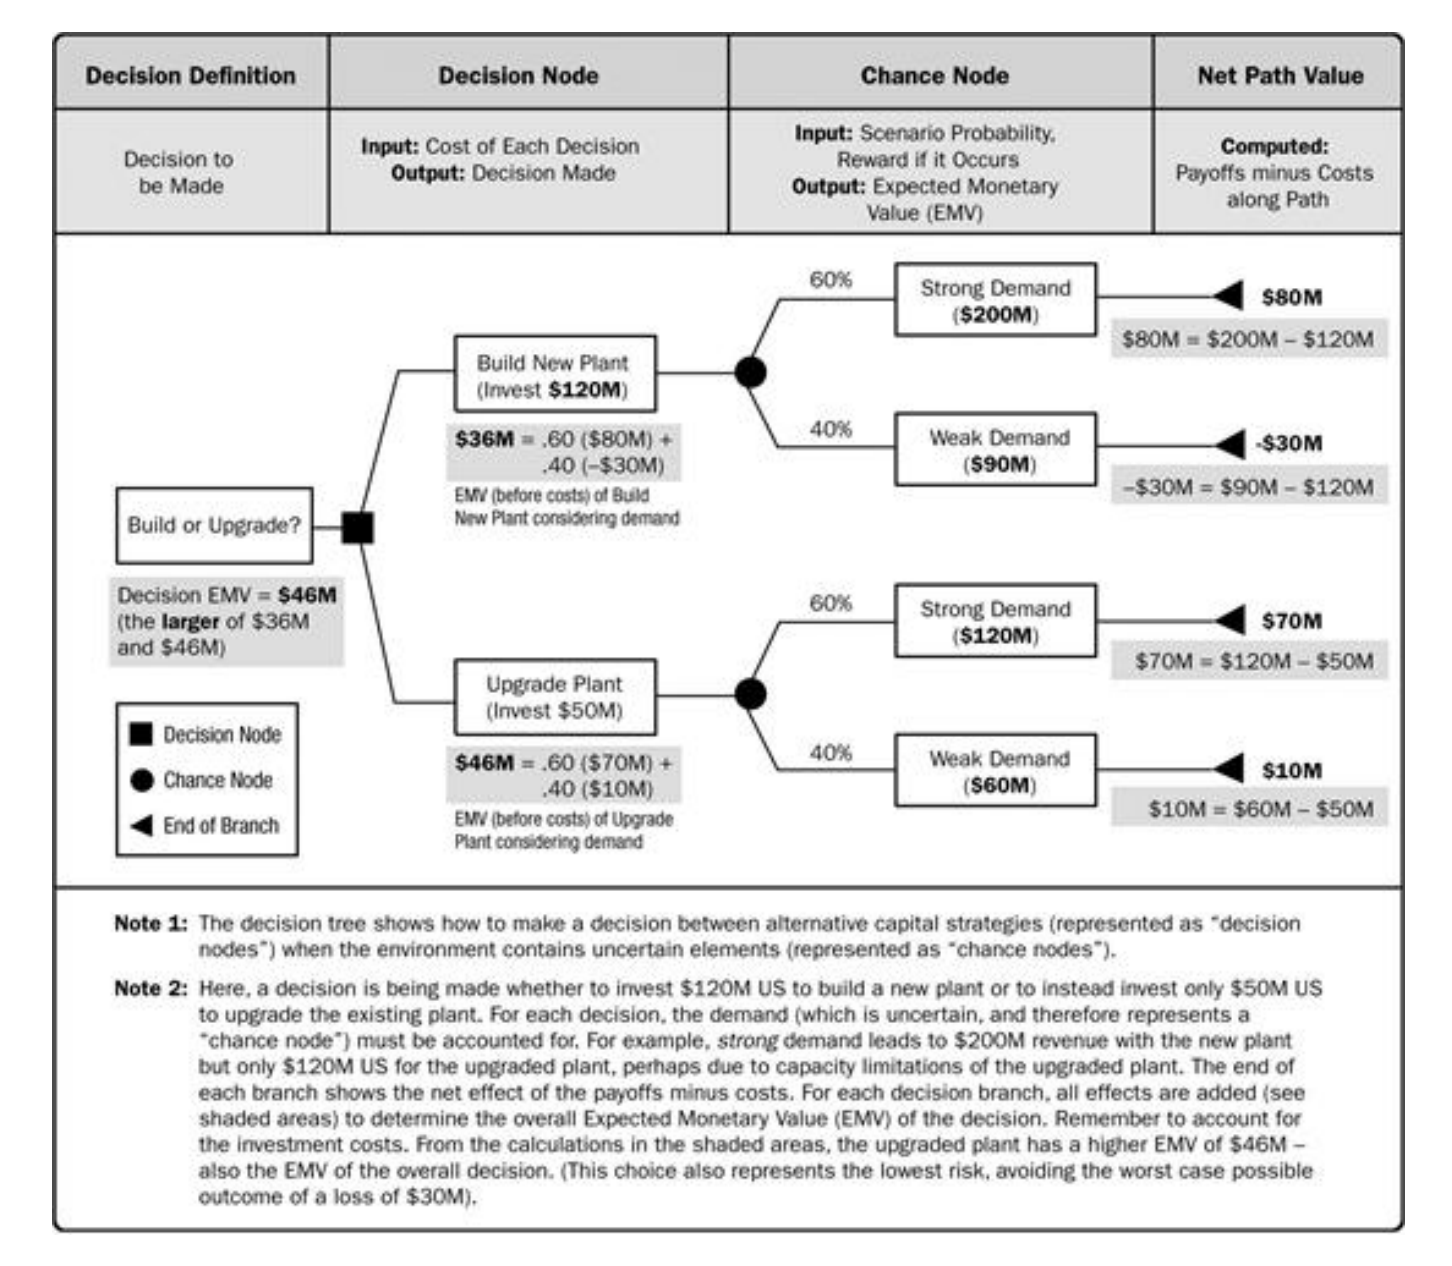 Decision Definition
Decision Node
Chance Node
Net Path Value
Decision to
be Made
Input: Cost of Each Decision
Output: Decision Made
Input: Scenario Probability,
Reward if it Occurs
Output: Expected Monetary
Value (EMV)
Computed:
Payoffs minus Costs
along Path
Build or Upgrade?
Decision EMV = $46M
(the larger of $36M
and $46M)
Build New Plant
(Invest $120M)
$36M = .60 ($80M) +
.40 (–$30M)
EMV (before costs) of Build
New Plant considering demand
60%
Strong Demand
($200M)
$80M
$80M = $200M – $120M
40%
Weak Demand
($90M)
-$30M
–$30M = $90M – $120M
Upgrade Plant
(Invest $50M)
$46M = .60 ($70M) +
.40 ($10M)
EMV (before costs) of Upgrade
Plant considering demand
60%
Strong Demand
($120M)
$70M
$70M = $120M – $50M
40%
Weak Demand
($60M)
$10M
$10M = $60M – $50M
Decision Node
Chance Node
End of Branch
Note 1: The decision tree shows how to make a decision between alternative capital strategies (represented as “decision
nodes”) when the environment contains uncertain elements (represented as “chance nodes”).
Note 2: Here, a decision is being made whether to invest $120M US to build a new plant or to instead invest only $50M US
to upgrade the existing plant. For each decision, the demand (which is uncertain, and therefore represents a
“chance node”) must be accounted for. For example, strong demand leads to $200M revenue with the new plant
but only $120M US for the upgraded plant, perhaps due to capacity limitations of the upgraded plant. The end of
each branch shows the net effect of the payoffs minus costs. For each decision branch, all effects are added (see
shaded areas) to determine the overall Expected Monetary Value (EMV) of the decision. Remember to account for
the investment costs. From the calculations in the shaded areas, the upgraded plant has a higher EMV of $46M –
also the EMV of the overall decision. (This choice also represents the lowest risk, avoiding the worst case possible
outcome of a loss of $30M).